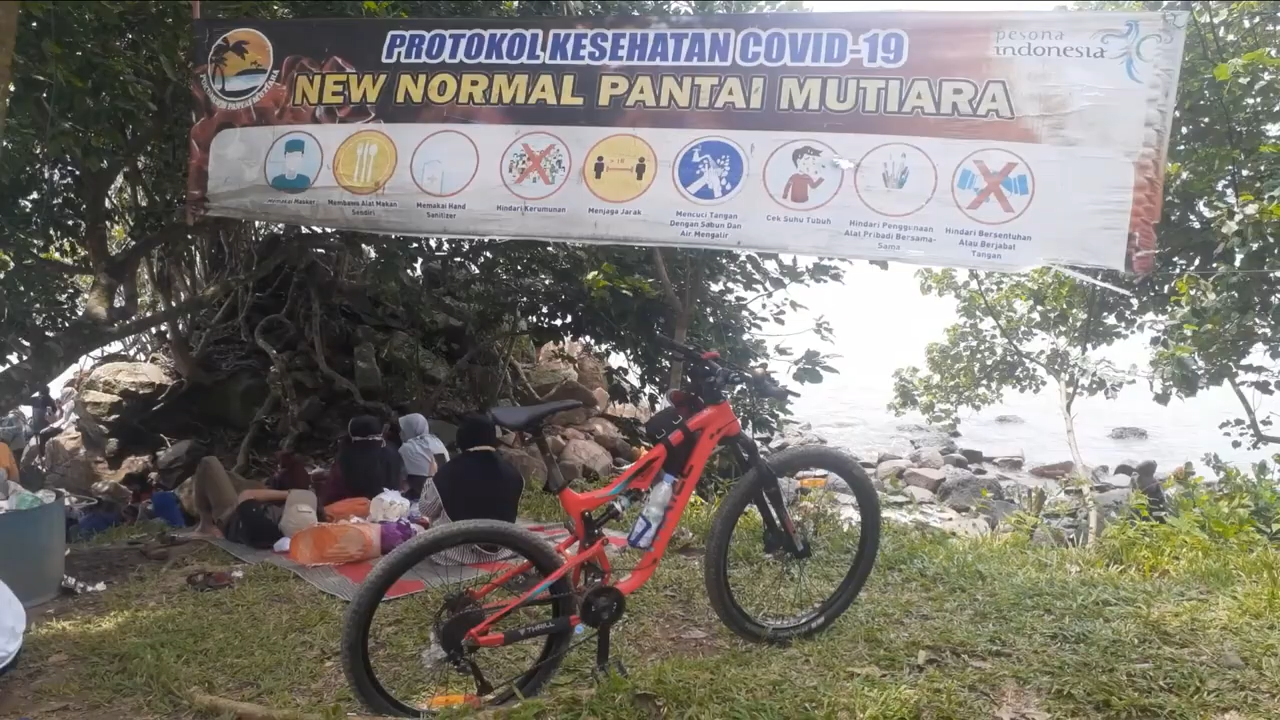 PROTOKOL KESEHATAN COVID-19
pesona
indonesia
NEW NORMAL PANTAI MUTIARA
Memakai Masker
Membawa Alat Makan
Sendiri
Memakai Hand
Sanitizer
Hindari Kerumunan
Menjaga Jarak
Mencuci Tangan
Dengan Sabun Dan
Air Mengalir
Cek Suhu Tubuh
Hindari Penggunaan
Alat Pribadi Bersama-
Sama
Hindari Bersentuhan
Atau Berjabat
Tangan
THRILL